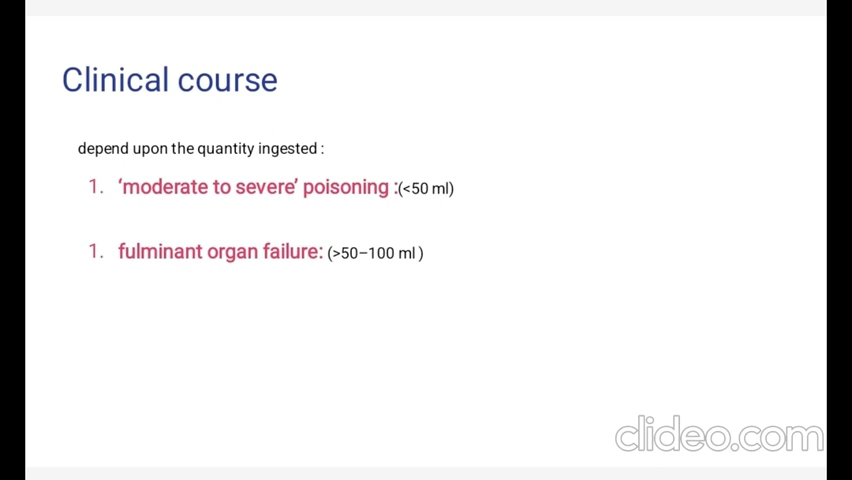 Clinical course
depend upon the quantity ingested :
1. ‘moderate to severe’ poisoning :(<50 ml)
1. fulminant organ failure: (>50–100 ml )
clideo.com